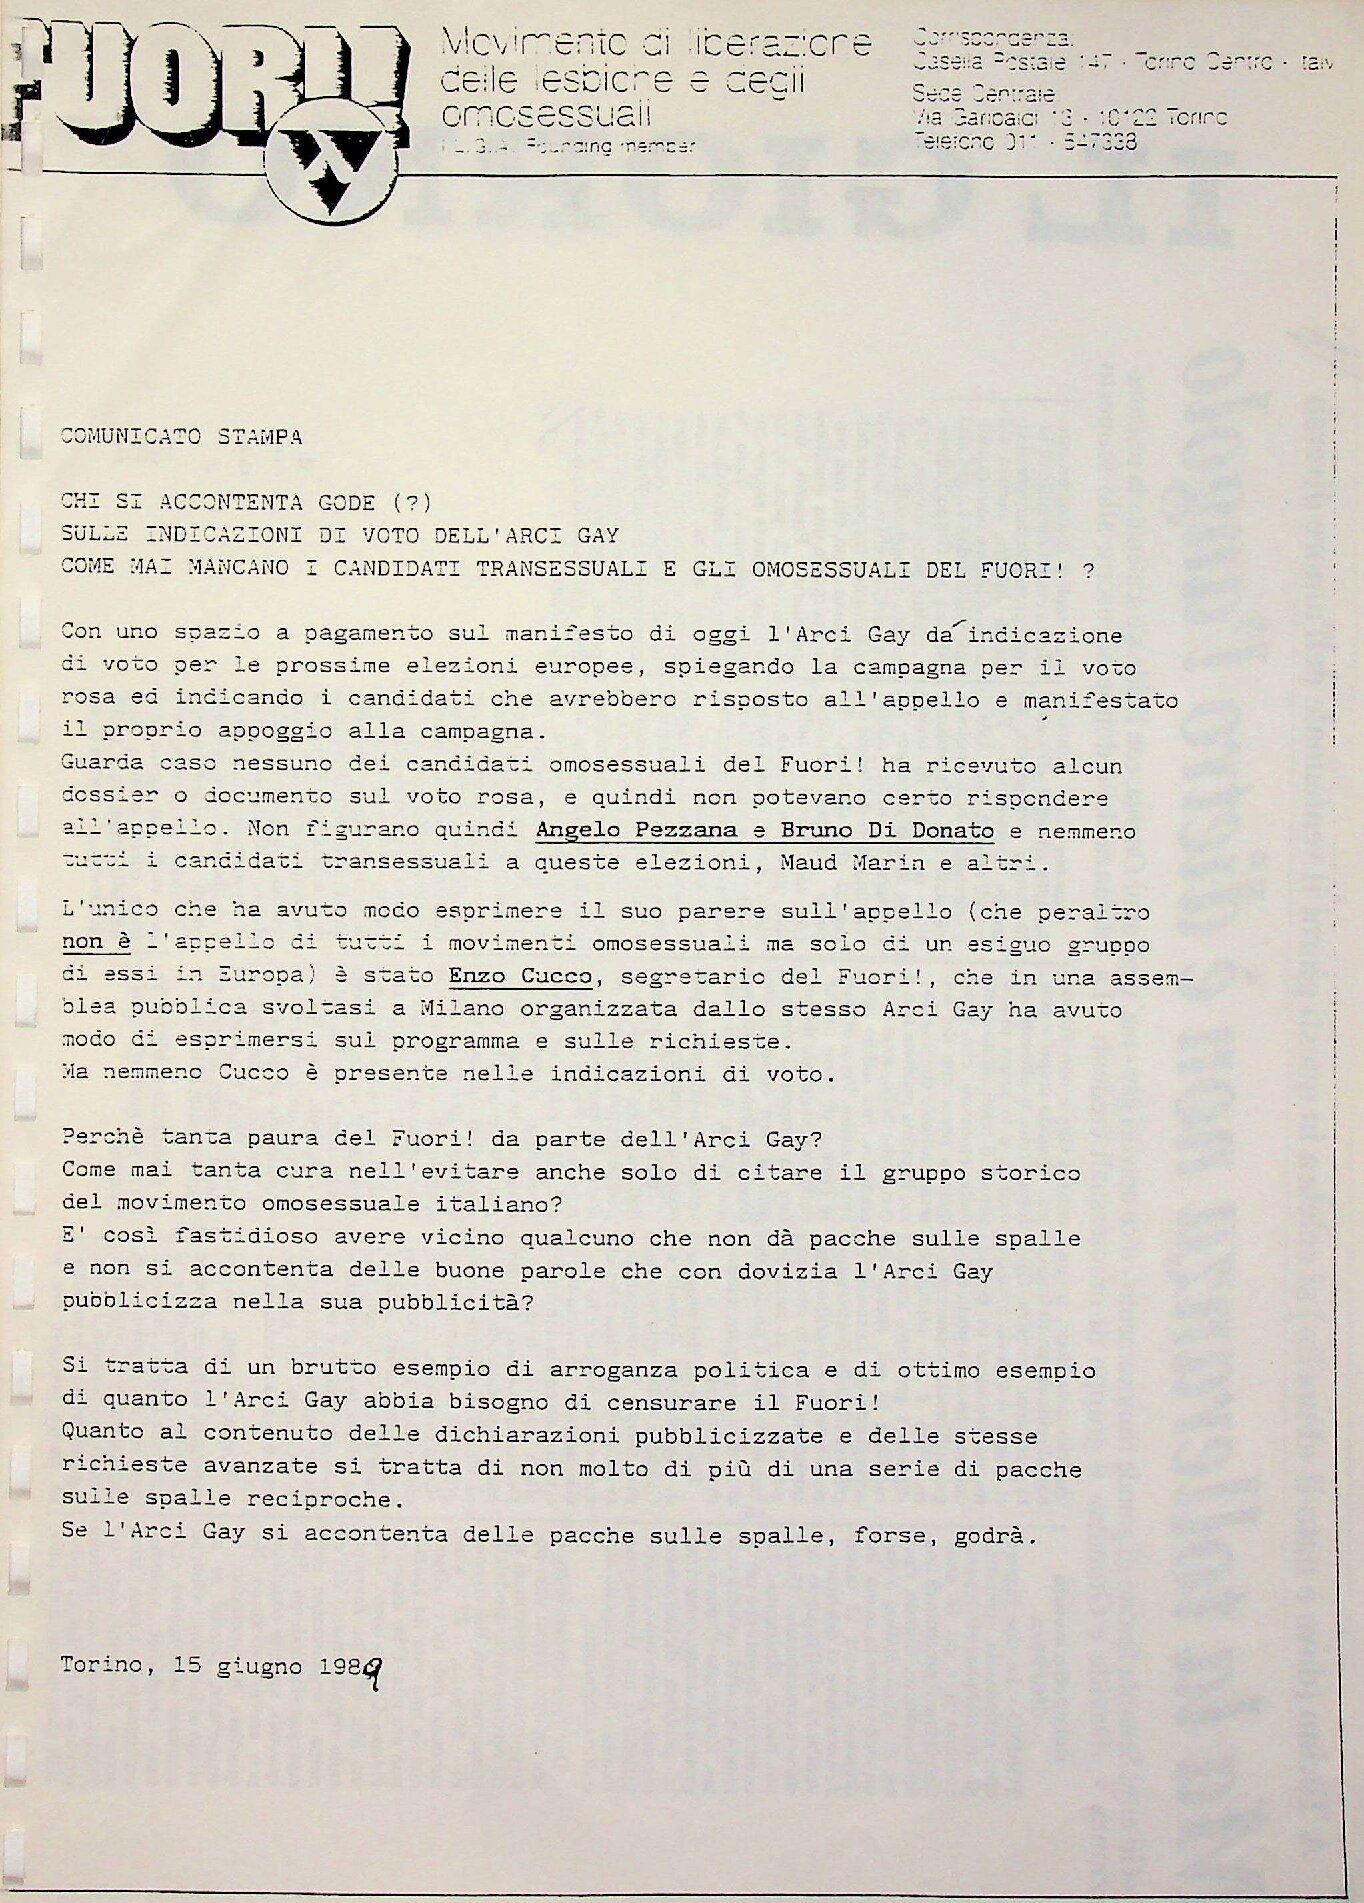 FUORI!
Movimento di liberazione
delle lesbiche e degli
omosessuali
I.L.G.A. Founding member
Corrispondenza:
Casella Postale 147 - Torino Centro - Italy
Sede Centrale
Via Garibaldi 13 - 10122 Torino
Telefono 011 - 547338
COMUNICATO STAMPA
CHI SI ACCONTENTA GODE (?)
SULLE INDICAZIONI DI VOTO DELL'ARCI GAY
COME MAI MANCANO I CANDIDATI TRANSESSUALI E GLI OMOSESSUALI DEL FUORI! ?
Con uno spazio a pagamento sul manifesto di oggi l'Arci Gay da' indicazione
di voto per le prossime elezioni europee, spiegando la campagna per il voto
rosa ed indicando i candidati che avrebbero risposto all'appello e manifestato
il proprio appoggio alla campagna.
Guarda caso nessuno dei candidati omosessuali del Fuori! ha ricevuto alcun
dossier o documento sul voto rosa, e quindi non potevano certo rispondere
all'appello. Non figurano quindi Angelo Pezzana e Bruno Di Donato e nemmeno
tutti i candidati transessuali a queste elezioni, Maud Marin e altri.
L'unico che ha avuto modo esprimere il suo parere sull'appello (che peraltro
non è l'appello di tutti i movimenti omosessuali ma solo di un esiguo gruppo
di essi in Europa) è stato Enzo Cucco, segretario del Fuori!, che in una assem-
blea pubblica svoltasi a Milano organizzata dallo stesso Arci Gay ha avuto
modo di esprimersi sul programma e sulle richieste.
Ma nemmeno Cucco è presente nelle indicazioni di voto.
Perchè tanta paura del Fuori! da parte dell'Arci Gay?
Come mai tanta cura nell'evitare anche solo di citare il gruppo storico
del movimento omosessuale italiano?
E' così fastidioso avere vicino qualcuno che non dà pacche sulle spalle
e non si accontenta delle buone parole che con dovizia l'Arci Gay
pubblicizza nella sua pubblicità?
Si tratta di un brutto esempio di arroganza politica e di ottimo esempio
di quanto l'Arci Gay abbia bisogno di censurare il Fuori!
Quanto al contenuto delle dichiarazioni pubblicizzate e delle stesse
richieste avanzate si tratta di non molto di più di una serie di pacche
sulle spalle reciproche.
Se l'Arci Gay si accontenta delle pacche sulle spalle, forse, godrà.
Torino, 15 giugno 1989